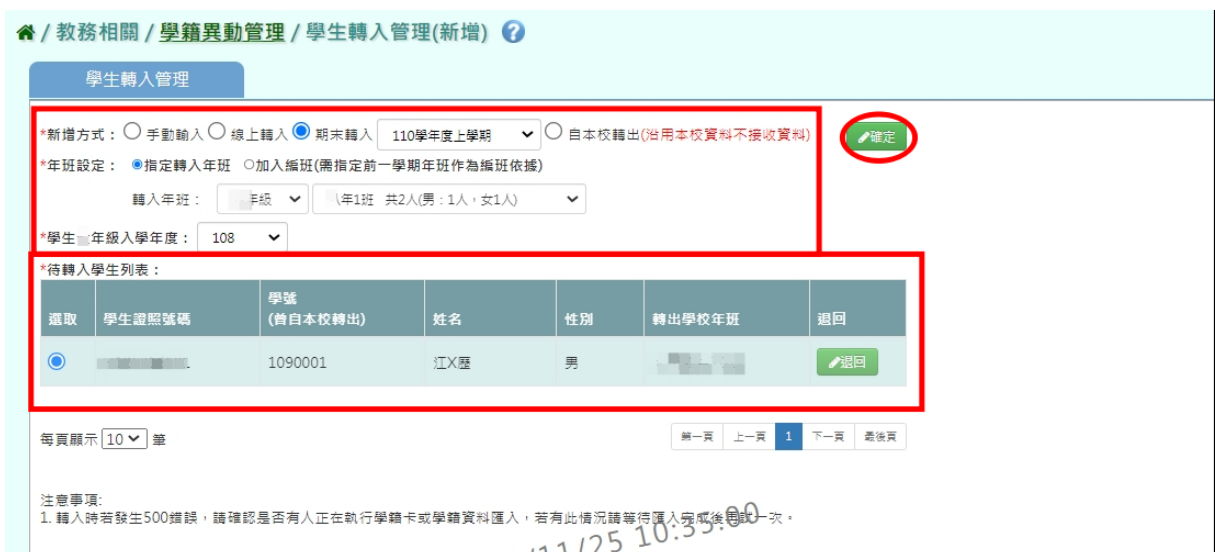 / 教務相關 / 學籍異動管理 / 學生轉入管理(新增) ?
學生轉入管理
*新增方式： 手動輸入 線上轉入 期末轉入 110學年度上學期 自本校轉出(沿用本校資料不接收資料) 確定
*年班設定： 指定轉入年班 加入編班(需指定前一學期年班作為編班依據)
轉入年班： 年級 年1班 共2人(男：1人，女1人)
*學生 年級入學年度： 108
*待轉入學生列表：
選取 學生證照號碼 學號 (曾自本校轉出) 姓名 性別 轉出學校年班 退回
1090001 江X歷 男 退回
每頁顯示 10 筆 第一頁 上一頁 1 下一頁 最後頁
注意事項:
1. 轉入時若發生500錯誤，請確認是否有人正在執行學籍卡或學籍資料匯入，若有此情況請等待匯入完成後再試一次。
/11/25 10:35:00